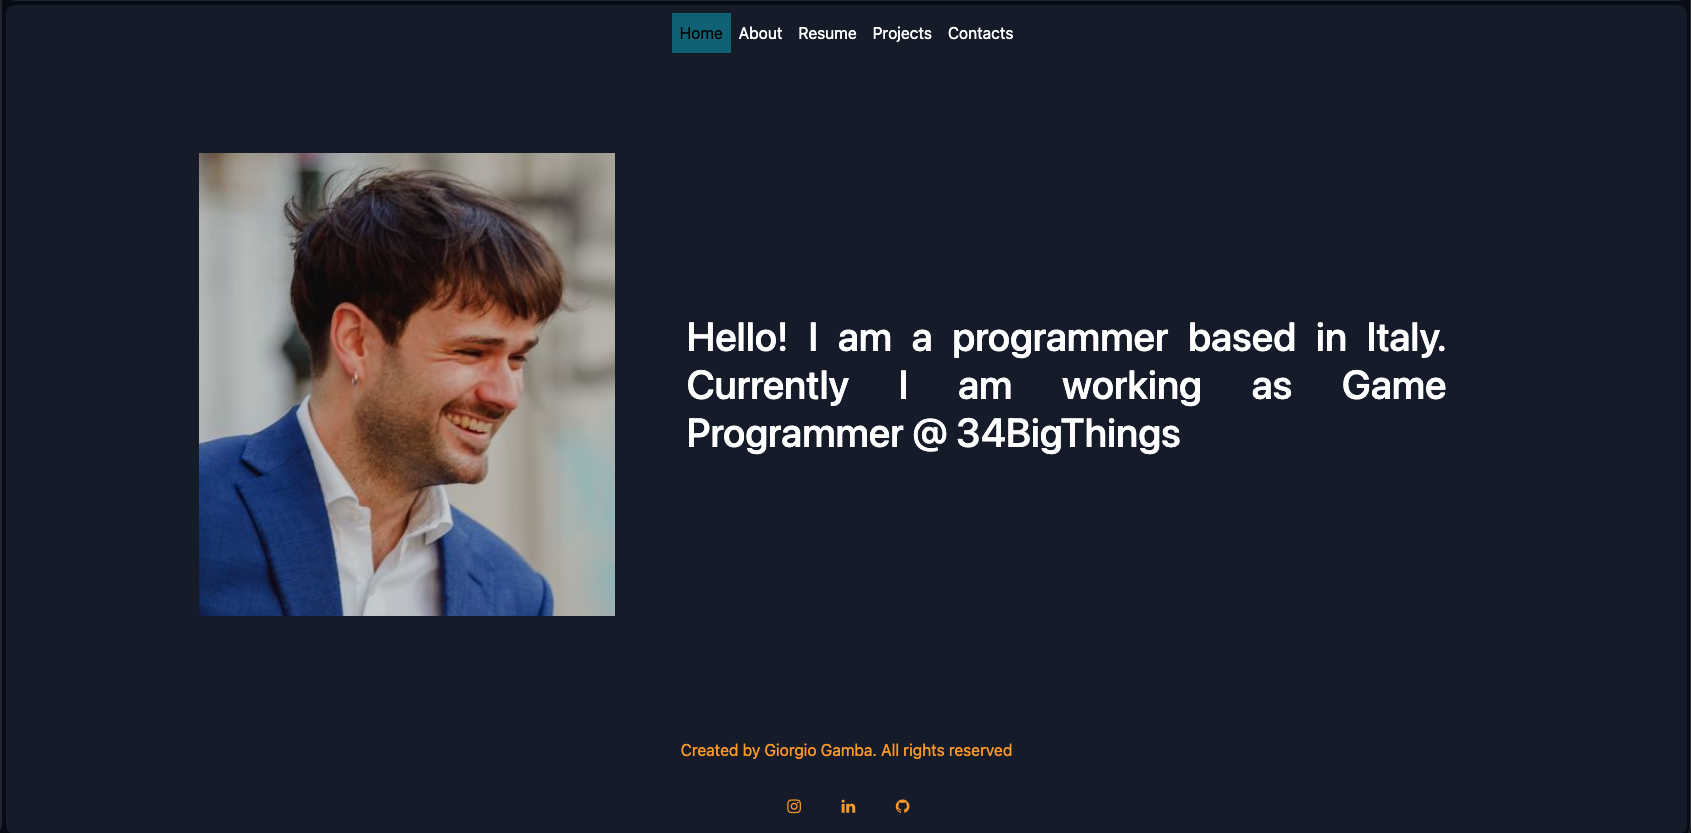 Home About Resume Projects Contacts
Hello! I am a programmer based in Italy.
Currently I am working as Game
Programmer @ 34BigThings
Created by Giorgio Gamba. All rights reserved
in